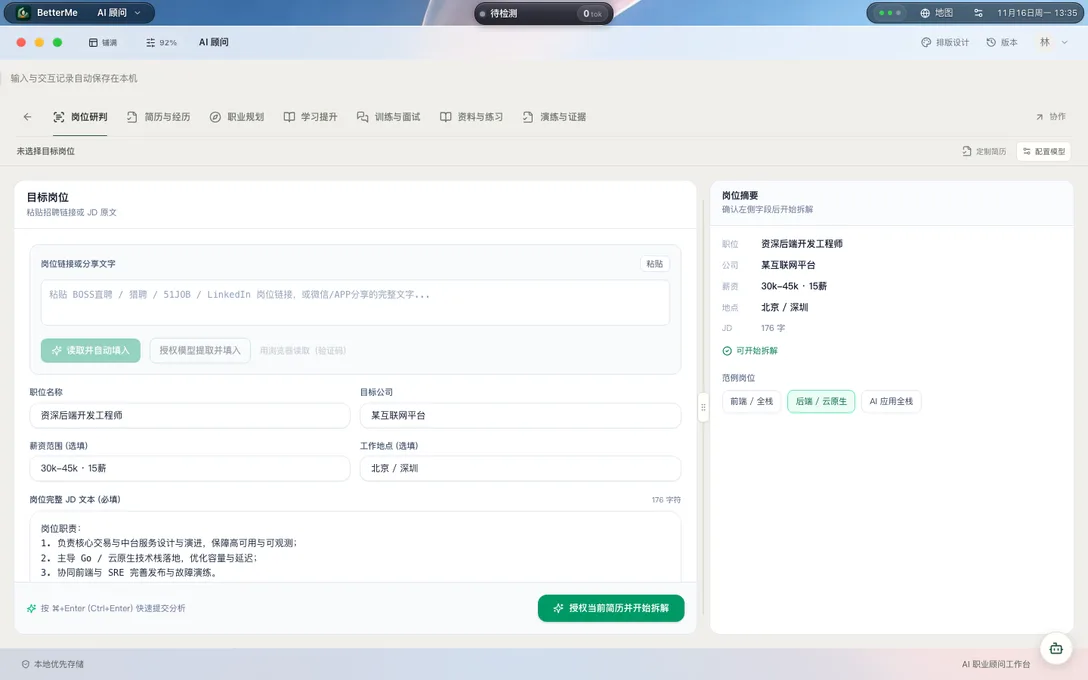 BetterMe AI 顾问
待检测 0 tok
地图 11月16日周一 13:35
铺满 92% AI 顾问
排版设计 版本 林
输入与交互记录自动保存在本机
岗位研判 简历与经历 职业规划 学习提升 训练与面试 资料与练习 演练与证据 协作
未选择目标岗位 定制简历 配置模型
目标岗位
粘贴招聘链接或 JD 原文
岗位链接或分享文字 粘贴
粘贴 BOSS直聘 / 猎聘 / 51JOB / LinkedIn 岗位链接，或微信/APP分享的完整文字...
读取并自动填入 授权模型提取并填入 用浏览器读取（验证码）
职位名称 目标公司
资深后端开发工程师 某互联网平台
薪资范围 (选填) 工作地点 (选填)
30k–45k · 15薪 北京 / 深圳
岗位完整 JD 文本 (必填) 176 字符
岗位职责：
1. 负责核心交易与中台服务设计与演进，保障高可用与可观测；
2. 主导 Go / 云原生技术栈落地，优化容量与延迟；
3. 协同前端与 SRE 完善发布与故障演练。
按 ⌘+Enter (Ctrl+Enter) 快速提交分析 授权当前简历并开始拆解
岗位摘要
确认左侧字段后开始拆解
职位 资深后端开发工程师
公司 某互联网平台
薪资 30k–45k · 15薪
地点 北京 / 深圳
JD 176 字
可开始拆解
范例岗位
前端 / 全栈 后端 / 云原生 AI 应用全栈
本地优先存储 AI 职业顾问工作台